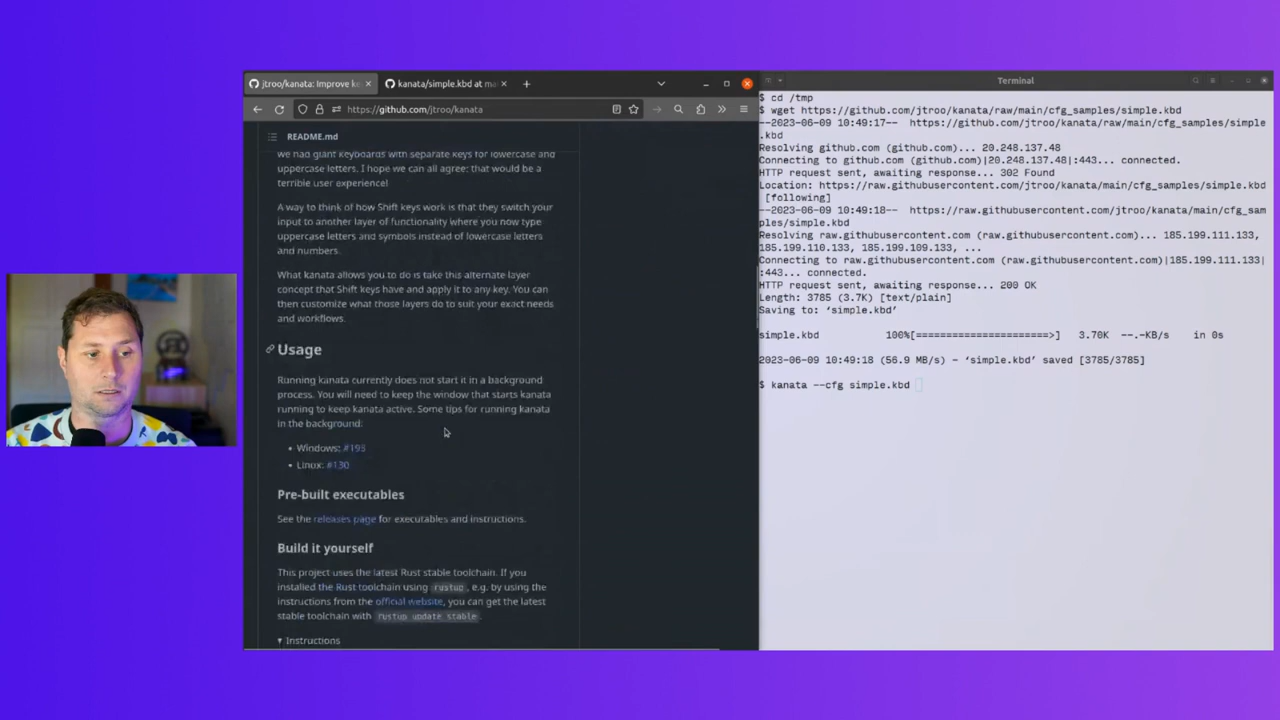 jtroo/kanata: Improve ke
kanata/simple.kbd at ma
https://github.com/jtroo/kanata
README.md
we had giant keyboards with separate keys for lowercase and
uppercase letters. I hope we can all agree: that would be a
terrible user experience!
A way to think of how Shift keys work is that they switch your
input to another layer of functionality where you now type
uppercase letters and symbols instead of lowercase letters
and numbers.
What kanata allows you to do is take this alternate layer
concept that Shift keys have and apply it to any key. You can
then customize what those layers do to suit your exact needs
and workflows.
Usage
Running kanata currently does not start it in a background
process. You will need to keep the window that starts kanata
running to keep kanata active. Some tips for running kanata
in the background:
• Windows: #193
• Linux: #130
Pre-built executables
See the releases page for executables and instructions.
Build it yourself
This project uses the latest Rust stable toolchain. If you
installed the Rust toolchain using rustup, e.g. by using the
instructions from the official website, you can get the latest
stable toolchain with rustup update stable.
▾ Instructions
Terminal
$ cd /tmp
$ wget https://github.com/jtroo/kanata/raw/main/cfg_samples/simple.kbd
--2023-06-09 10:49:17-- https://github.com/jtroo/kanata/raw/main/cfg_samples/simple
.kbd
Resolving github.com (github.com)... 20.248.137.48
Connecting to github.com (github.com)|20.248.137.48|:443... connected.
HTTP request sent, awaiting response... 302 Found
Location: https://raw.githubusercontent.com/jtroo/kanata/main/cfg_samples/simple.kbd
[following]
--2023-06-09 10:49:18-- https://raw.githubusercontent.com/jtroo/kanata/main/cfg_sam
ples/simple.kbd
Resolving raw.githubusercontent.com (raw.githubusercontent.com)... 185.199.111.133,
185.199.110.133, 185.199.109.133, ...
Connecting to raw.githubusercontent.com (raw.githubusercontent.com)|185.199.111.133|
:443... connected.
HTTP request sent, awaiting response... 200 OK
Length: 3785 (3.7K) [text/plain]
Saving to: ‘simple.kbd’
simple.kbd 100%[======================>] 3.70K --.-KB/s in 0s
2023-06-09 10:49:18 (56.9 MB/s) - ‘simple.kbd’ saved [3785/3785]
$ kanata --cfg simple.kbd